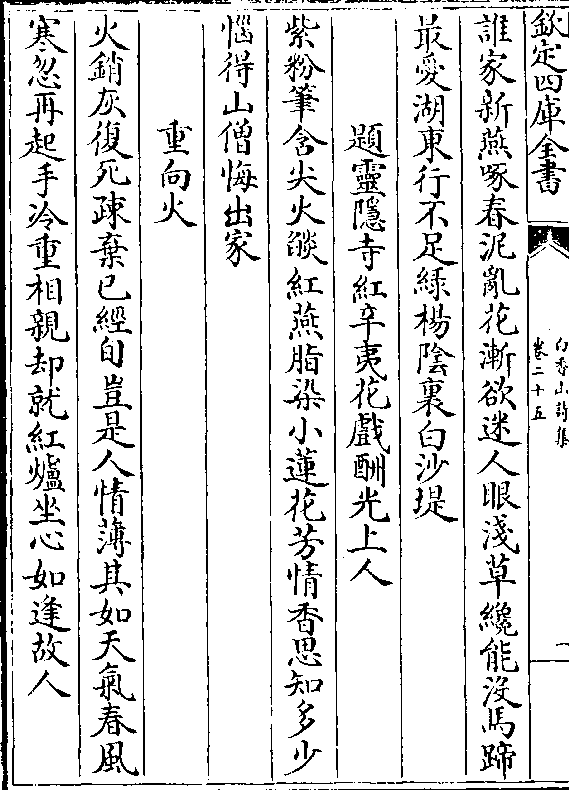 欽定四庫全書
白香山詩集
卷二十五
誰家新燕啄春泥亂花漸欲迷人眼淺草纔能没馬蹄
最愛湖東行不足緑楊陰裏白沙堤
題靈隱寺紅辛夷花戲酬光上人
紫粉筆含尖火燄紅燕脂染小蓮花芳情香思知多少
惱得山僧悔出家
重向火
火銷灰復死疎棄已經旬豈是人情薄其如天氣春風
寒忽再起手冷重相親却就紅爐坐心如逢故人